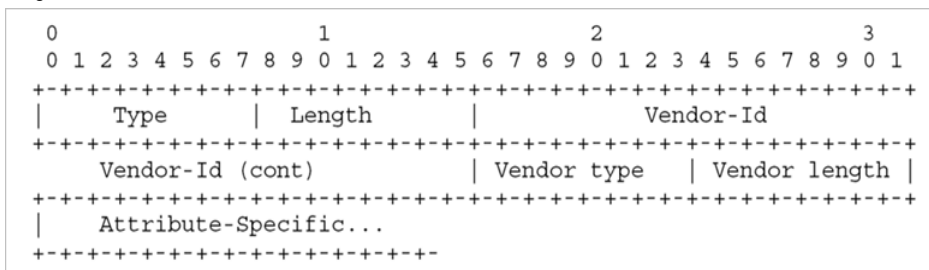 0                   1                   2                   3
 0 1 2 3 4 5 6 7 8 9 0 1 2 3 4 5 6 7 8 9 0 1 2 3 4 5 6 7 8 9 0 1
+-+-+-+-+-+-+-+-+-+-+-+-+-+-+-+-+-+-+-+-+-+-+-+-+-+-+-+-+-+-+-+-+
|     Type      |  Length       |            Vendor-Id
+-+-+-+-+-+-+-+-+-+-+-+-+-+-+-+-+-+-+-+-+-+-+-+-+-+-+-+-+-+-+-+-+
     Vendor-Id (cont)           | Vendor type   | Vendor length |
+-+-+-+-+-+-+-+-+-+-+-+-+-+-+-+-+-+-+-+-+-+-+-+-+-+-+-+-+-+-+-+-+
|    Attribute-Specific...
+-+-+-+-+-+-+-+-+-+-+-+-+-+-+-